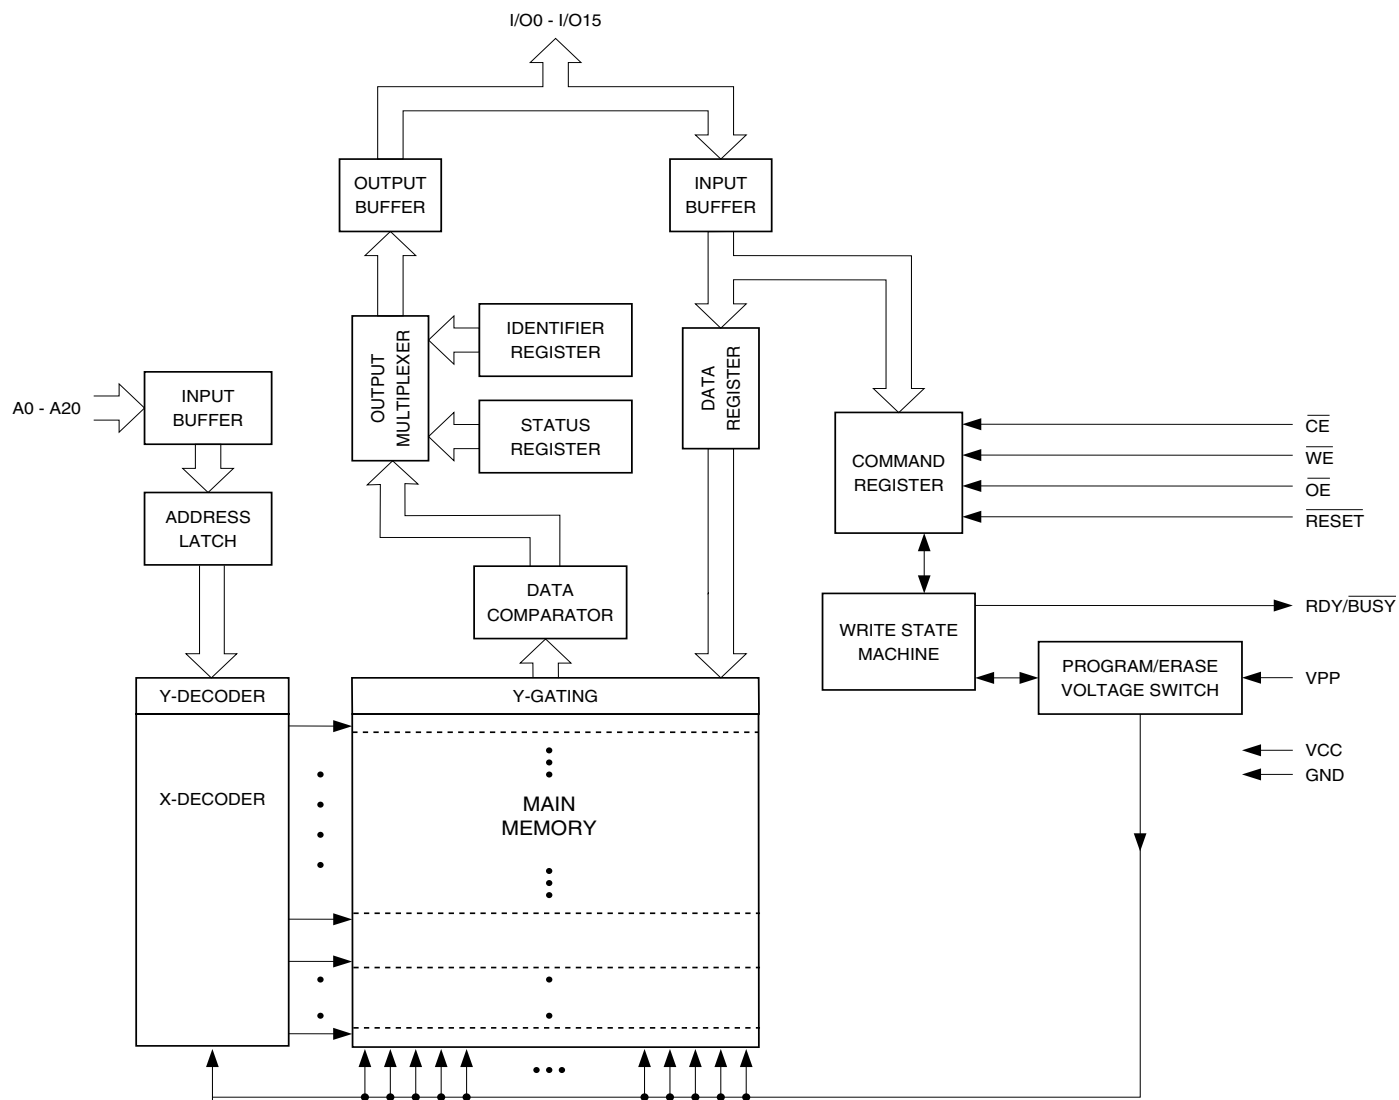 I/O0 - I/O15
OUTPUT
BUFFER
INPUT
BUFFER
IDENTIFIER
REGISTER
OUTPUT
MULTIPLEXER
DATA
REGISTER
A0 - A20
INPUT
BUFFER
STATUS
REGISTER
COMMAND
REGISTER
CE
WE
OE
RESET
ADDRESS
LATCH
DATA
COMPARATOR
WRITE STATE
MACHINE
RDY/BUSY
PROGRAM/ERASE
VOLTAGE SWITCH
VPP
Y-DECODER
Y-GATING
VCC
GND
X-DECODER
MAIN
MEMORY